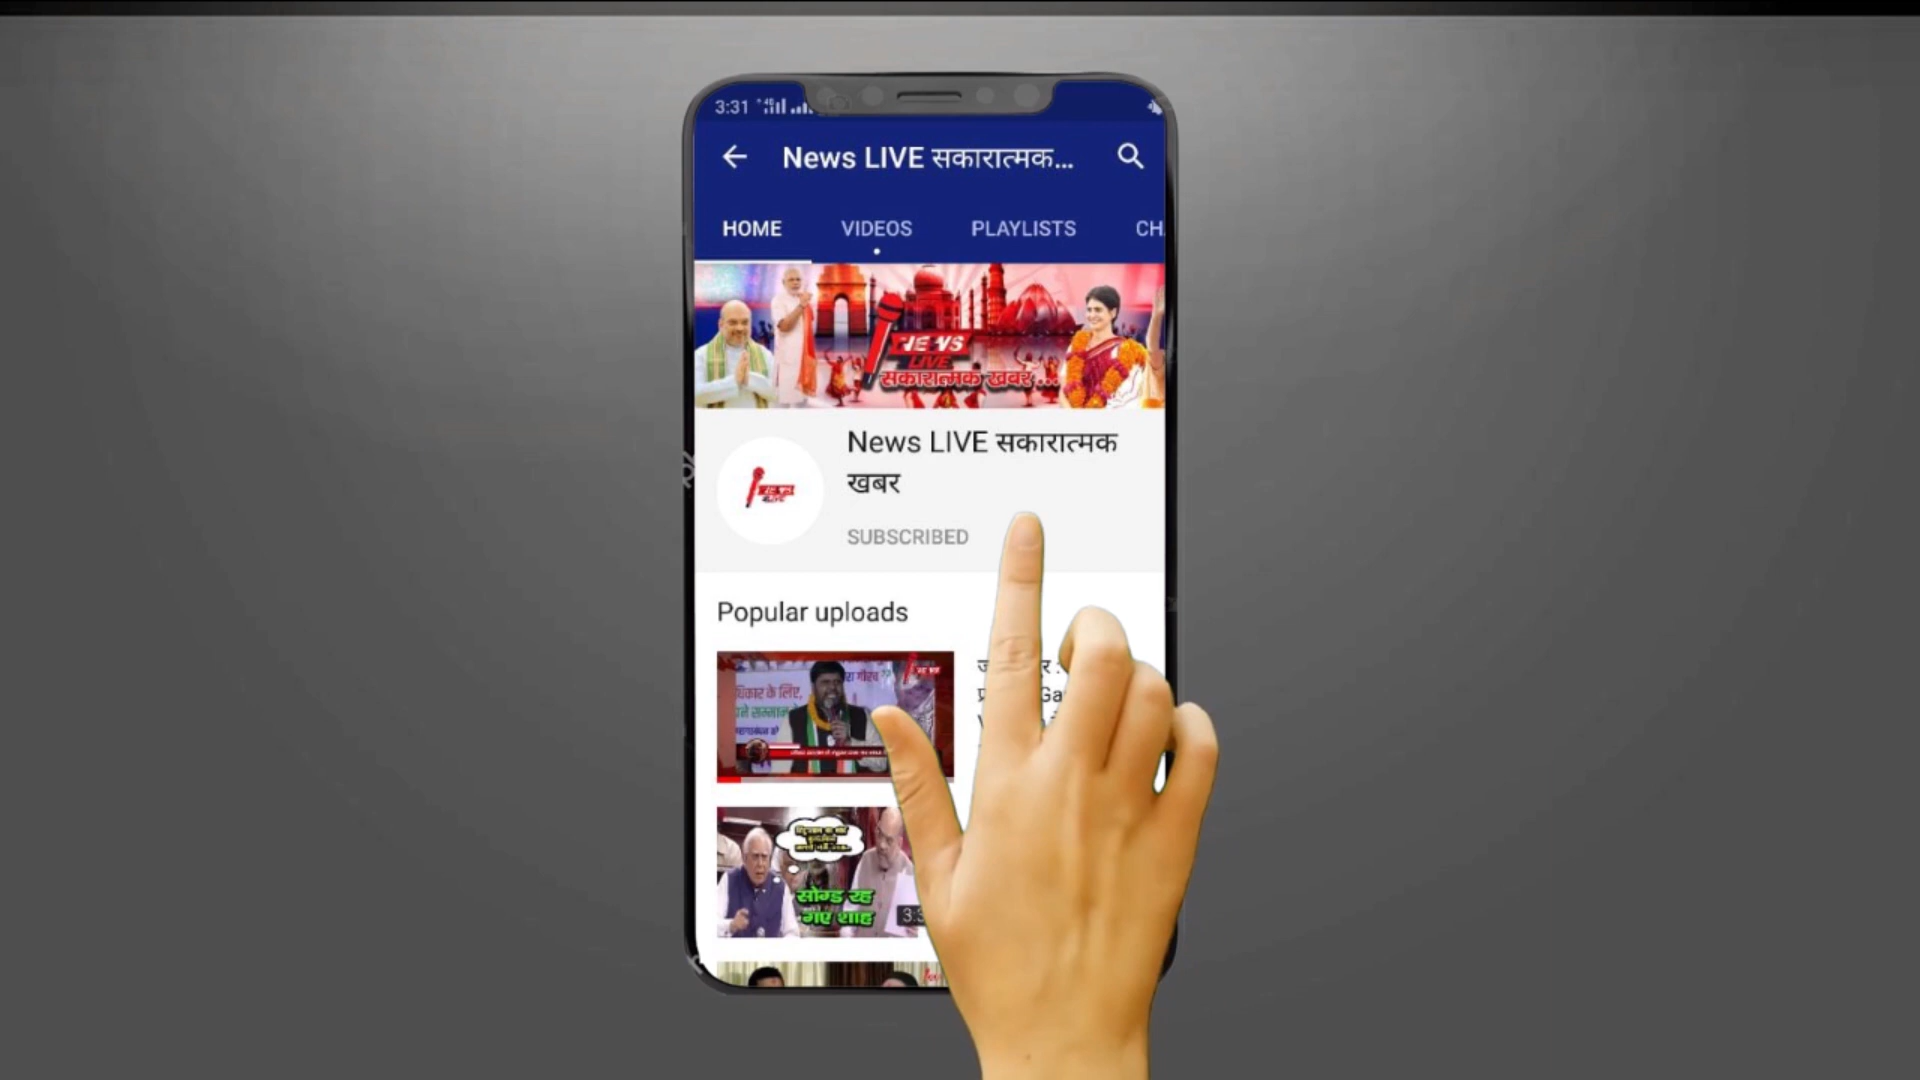 3:31
News LIVE सकारात्मक...
HOME VIDEOS PLAYLISTS CH
NEWS
LIVE
सकारात्मक खबर ...
News LIVE सकारात्मक
खबर
SUBSCRIBED
Popular uploads
धिकार के लिए,
सोग्ड रह
गए शाह